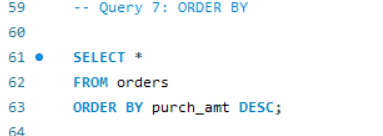 59 -- Query 7: ORDER BY
60
61 SELECT *
62 FROM orders
63 ORDER BY purch_amt DESC;
64